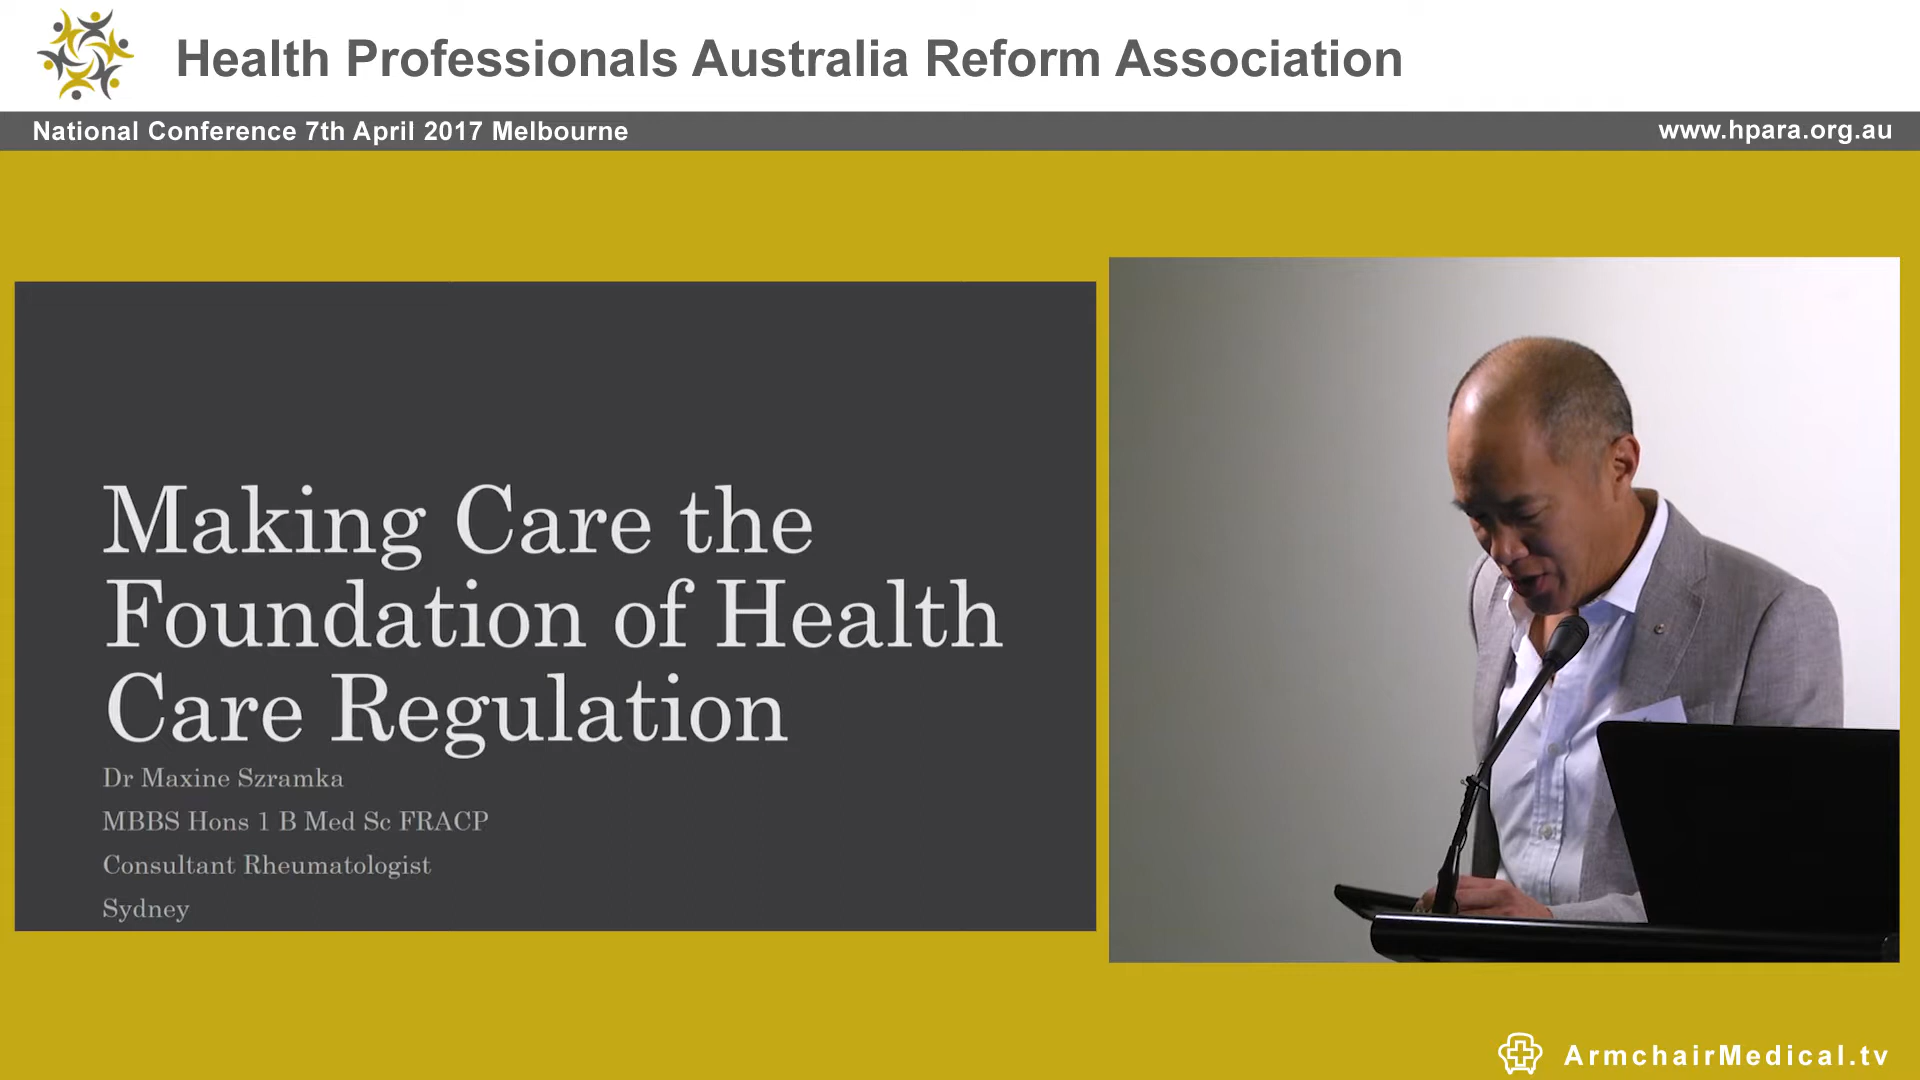 Health Professionals Australia Reform Association
National Conference 7th April 2017 Melbourne
www.hpara.org.au
Making Care the
Foundation of Health
Care Regulation
Dr Maxine Szramka
MBBS Hons 1 B Med Sc FRACP
Consultant Rheumatologist
Sydney
ArmchairMedical.tv